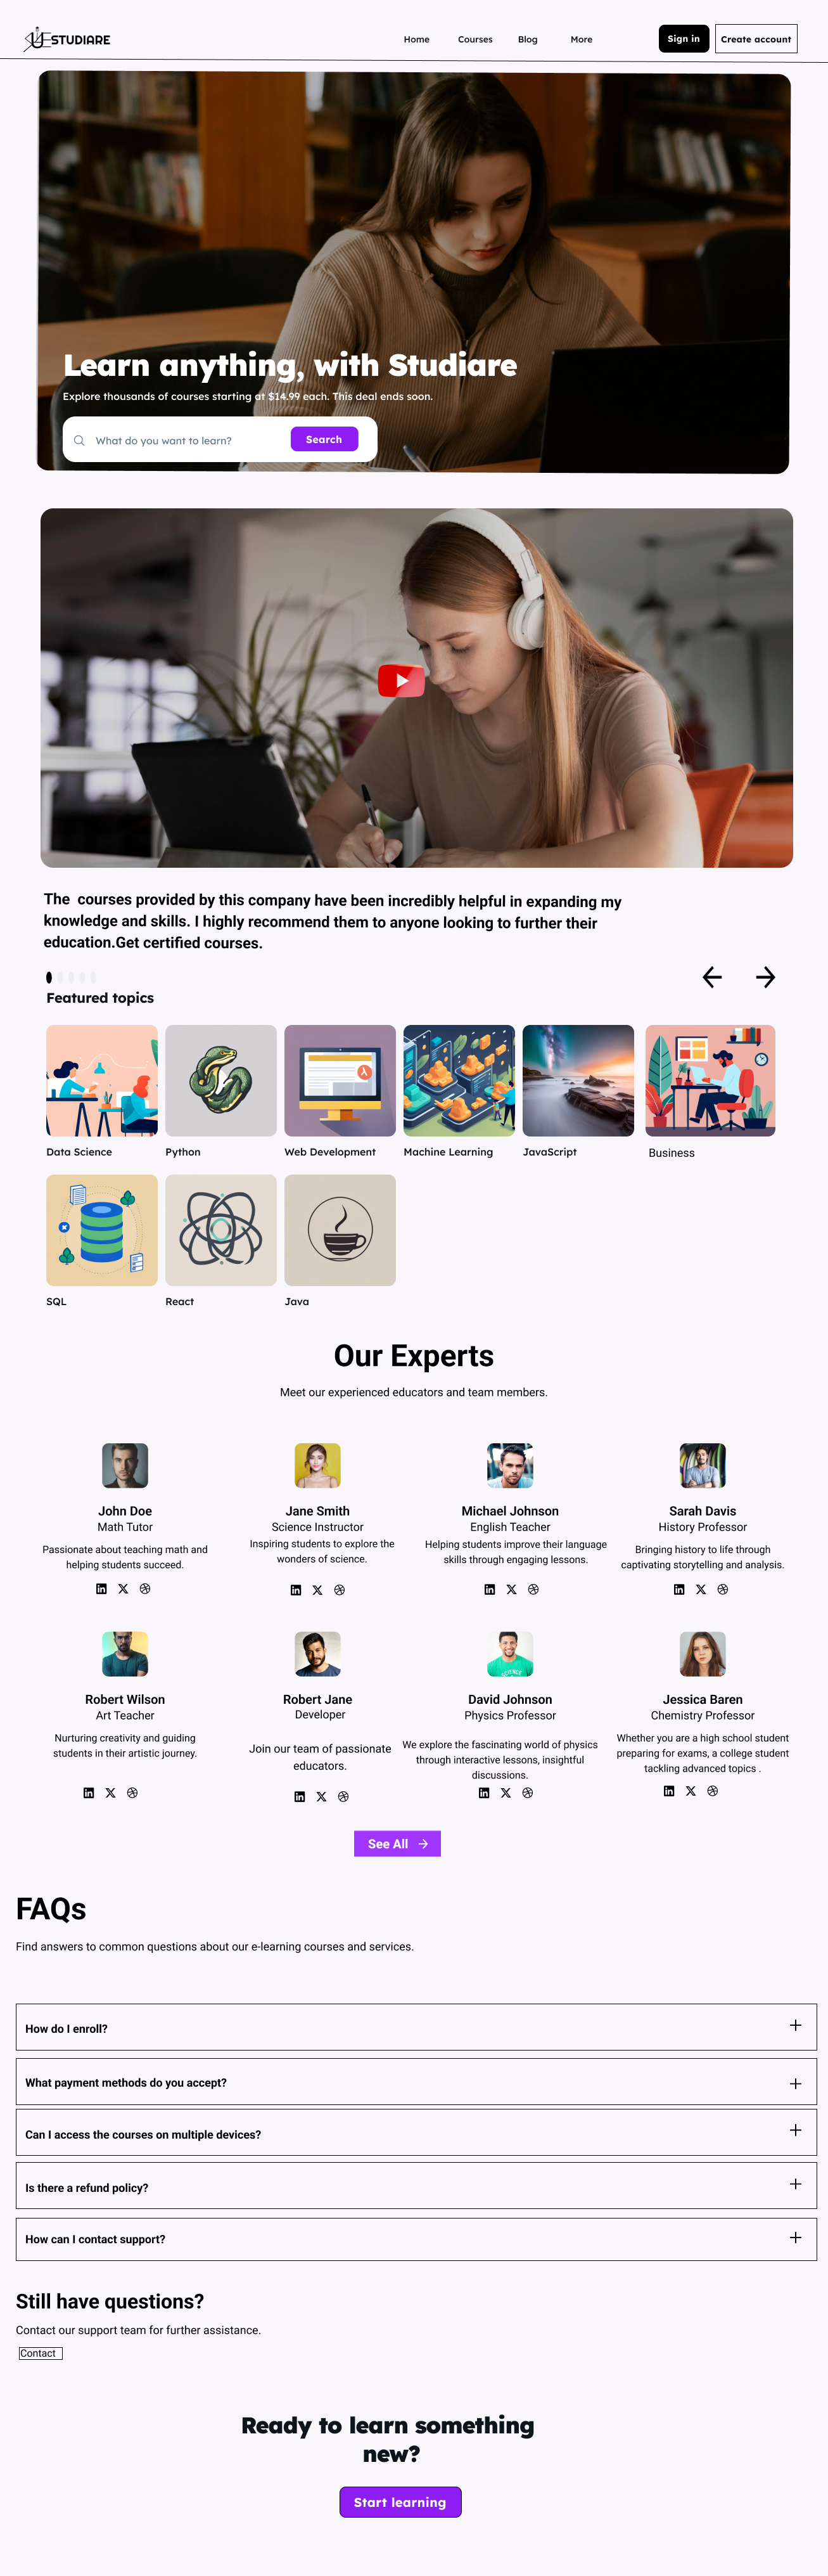 STUDIARE
Home Courses Blog More Sign in Create account
Learn anything, with Studiare
Explore thousands of courses starting at $14.99 each. This deal ends soon.
What do you want to learn? Search
The courses provided by this company have been incredibly helpful in expanding my
knowledge and skills. I highly recommend them to anyone looking to further their
education.Get certified courses.
Featured topics
Data Science Python Web Development Machine Learning JavaScript Business
SQL React Java
Our Experts
Meet our experienced educators and team members.
John Doe
Math Tutor
Passionate about teaching math and
helping students succeed.
Jane Smith
Science Instructor
Inspiring students to explore the
wonders of science.
Michael Johnson
English Teacher
Helping students improve their language
skills through engaging lessons.
Sarah Davis
History Professor
Bringing history to life through
captivating storytelling and analysis.
Robert Wilson
Art Teacher
Nurturing creativity and guiding
students in their artistic journey.
Robert Jane
Developer
Join our team of passionate
educators.
SCIENCE
David Johnson
Physics Professor
We explore the fascinating world of physics
through interactive lessons, insightful
discussions.
Jessica Baren
Chemistry Professor
Whether you are a high school student
preparing for exams, a college student
tackling advanced topics .
See All
FAQs
Find answers to common questions about our e-learning courses and services.
How do I enroll?
What payment methods do you accept?
Can I access the courses on multiple devices?
Is there a refund policy?
How can I contact support?
Still have questions?
Contact our support team for further assistance.
Contact
Ready to learn something
new?
Start learning